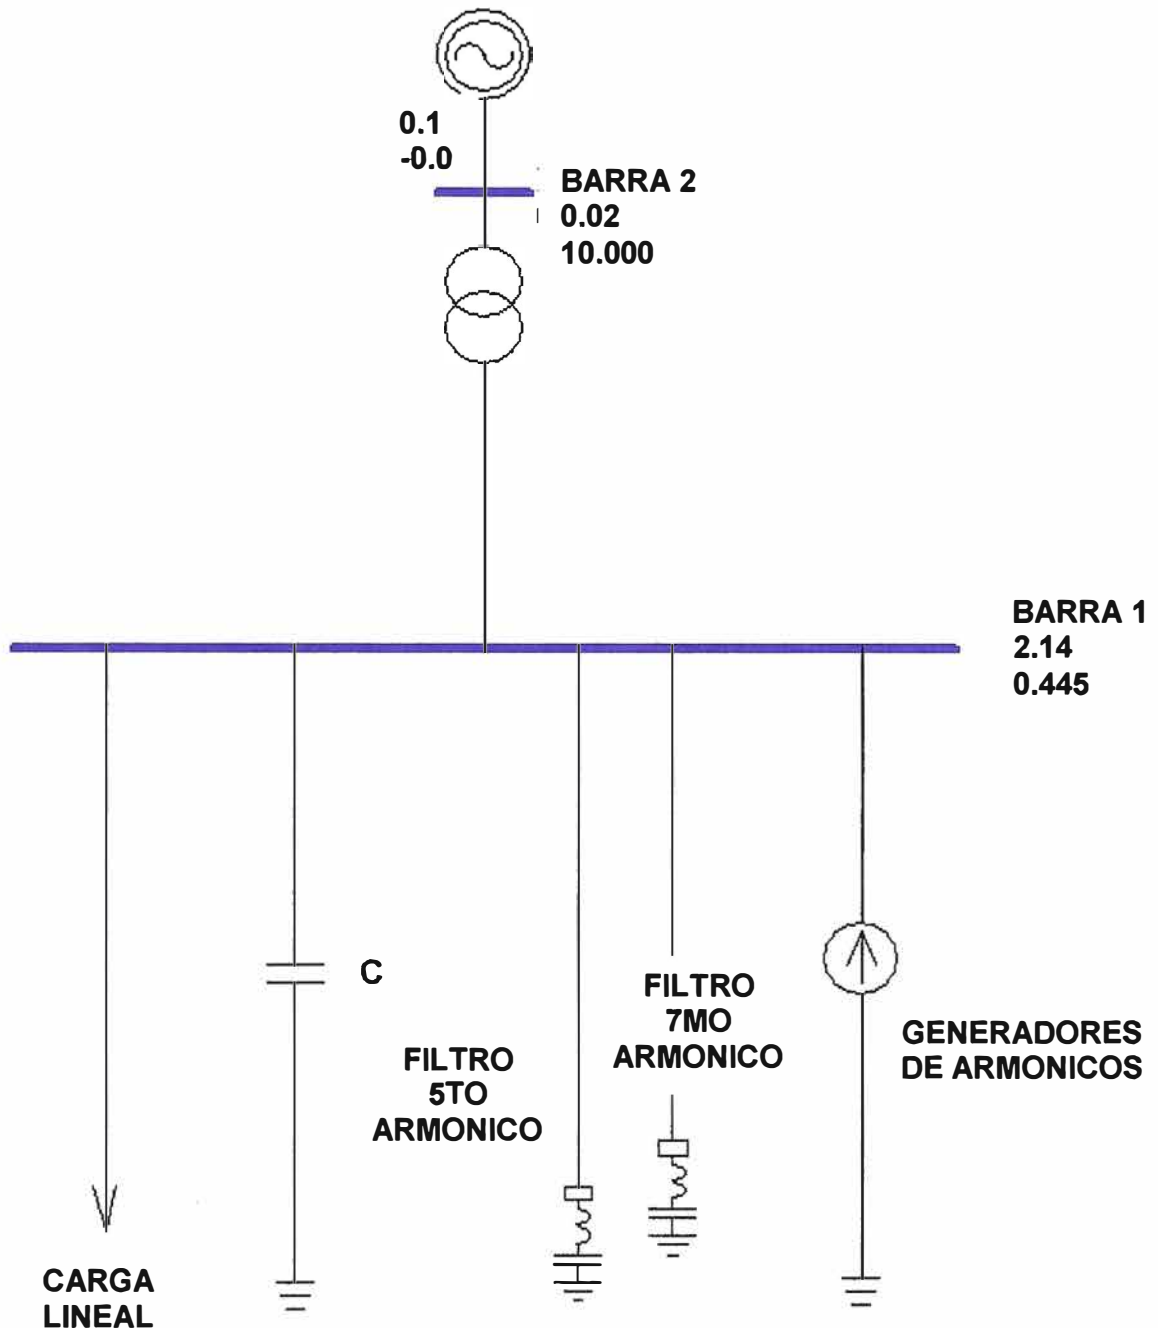 0.1
-0.0
BARRA 2
0.02
10.000
BARRA 1
2.14
0.445
C
FILTRO
7MO
ARMONICO
GENERADORES
DE ARMONICOS
FILTRO
5TO
ARMONICO
CARGA
LINEAL